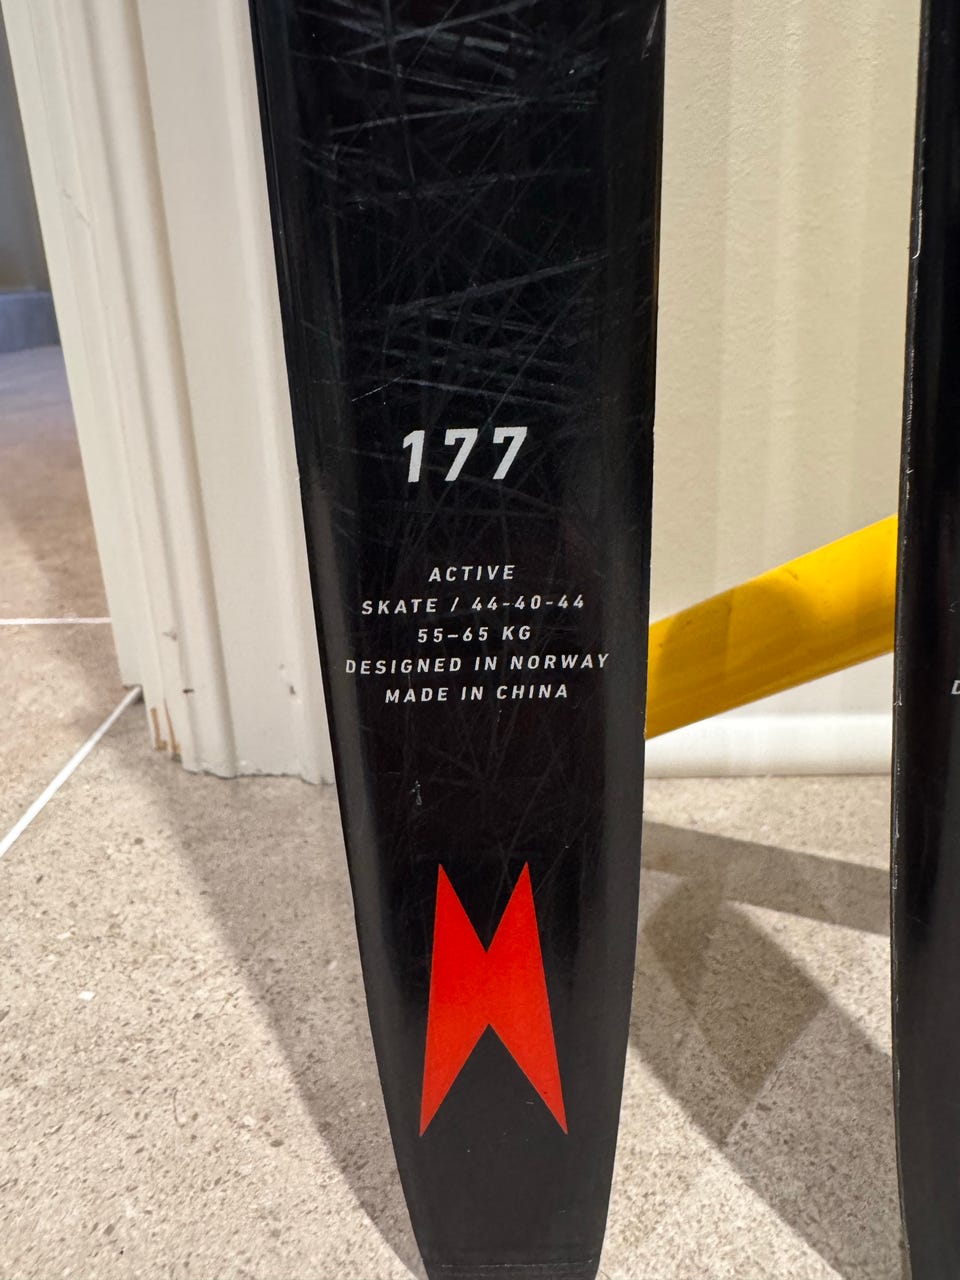 177
ACTIVE
SKATE / 44-40-44
55-65 KG
DESIGNED IN NORWAY
MADE IN CHINA